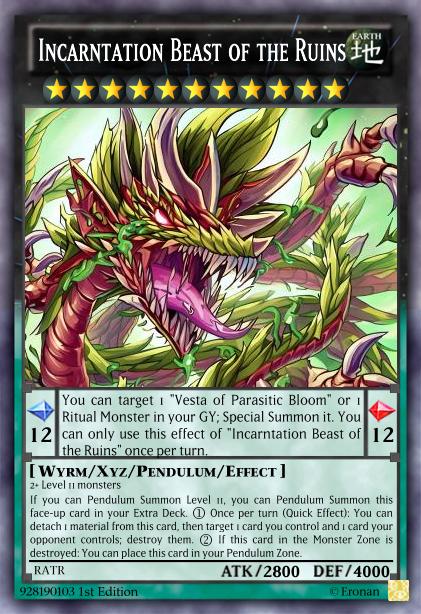 Incarntation Beast of the Ruins
EARTH
地
You can target 1 "Vesta of Parasitic Bloom" or 1
Ritual Monster in your GY; Special Summon it. You
can only use this effect of "Incarntation Beast of
the Ruins" once per turn.
12
12
[ Wyrm/Xyz/Pendulum/Effect ]
2+ Level 11 monsters
If you can Pendulum Summon Level 11, you can Pendulum Summon this
face-up card in your Extra Deck. ① Once per turn (Quick Effect): You can
detach 1 material from this card, then target 1 card you control and 1 card your
opponent controls; destroy them. ② If this card in the Monster Zone is
destroyed: You can place this card in your Pendulum Zone.
RATR
ATK/2800 DEF/4000
928190103 1st Edition
© Eronan